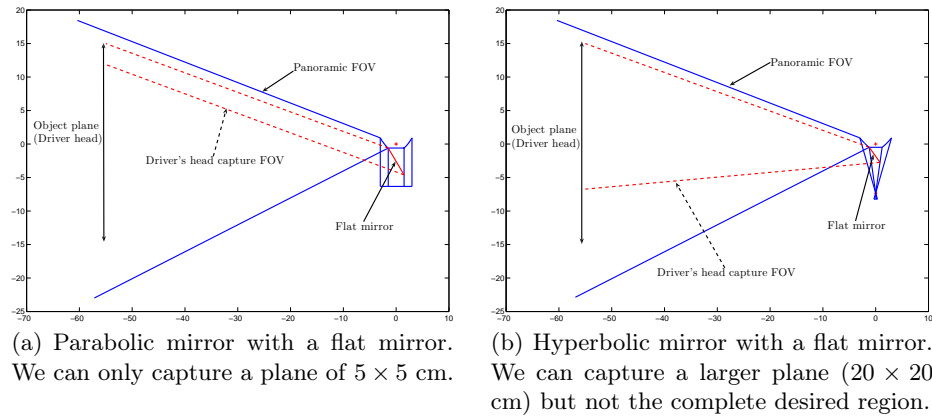 20
15
10
5
0
−5
−10
−15
−20
25
−70
−60
−50
−40
−30
−20
−10
0
10
Panoramic FOV
Object plane
(Driver head)
Driver's head capture FOV
Flat mirror
20
15
10
5
0
−5
−10
−15
−20
25
−70
−60
−50
−40
−30
−20
−10
0
10
Panoramic FOV
Object plane
(Driver head)
Flat mirror
Driver's head capture FOV
(a) Parabolic mirror with a flat mirror.
We can only capture a plane of 5 × 5 cm.
(b) Hyperbolic mirror with a flat mirror.
We can capture a larger plane (20 × 20
cm) but not the complete desired region.